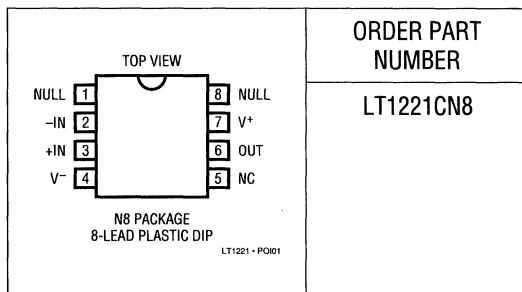 TOP VIEW
NULL 1 8 NULL
–IN 2 7 V+
+IN 3 6 OUT
V– 4 5 NC
N8 PACKAGE
8-LEAD PLASTIC DIP
LT1221 • POI01
ORDER PART
NUMBER
LT1221CN8